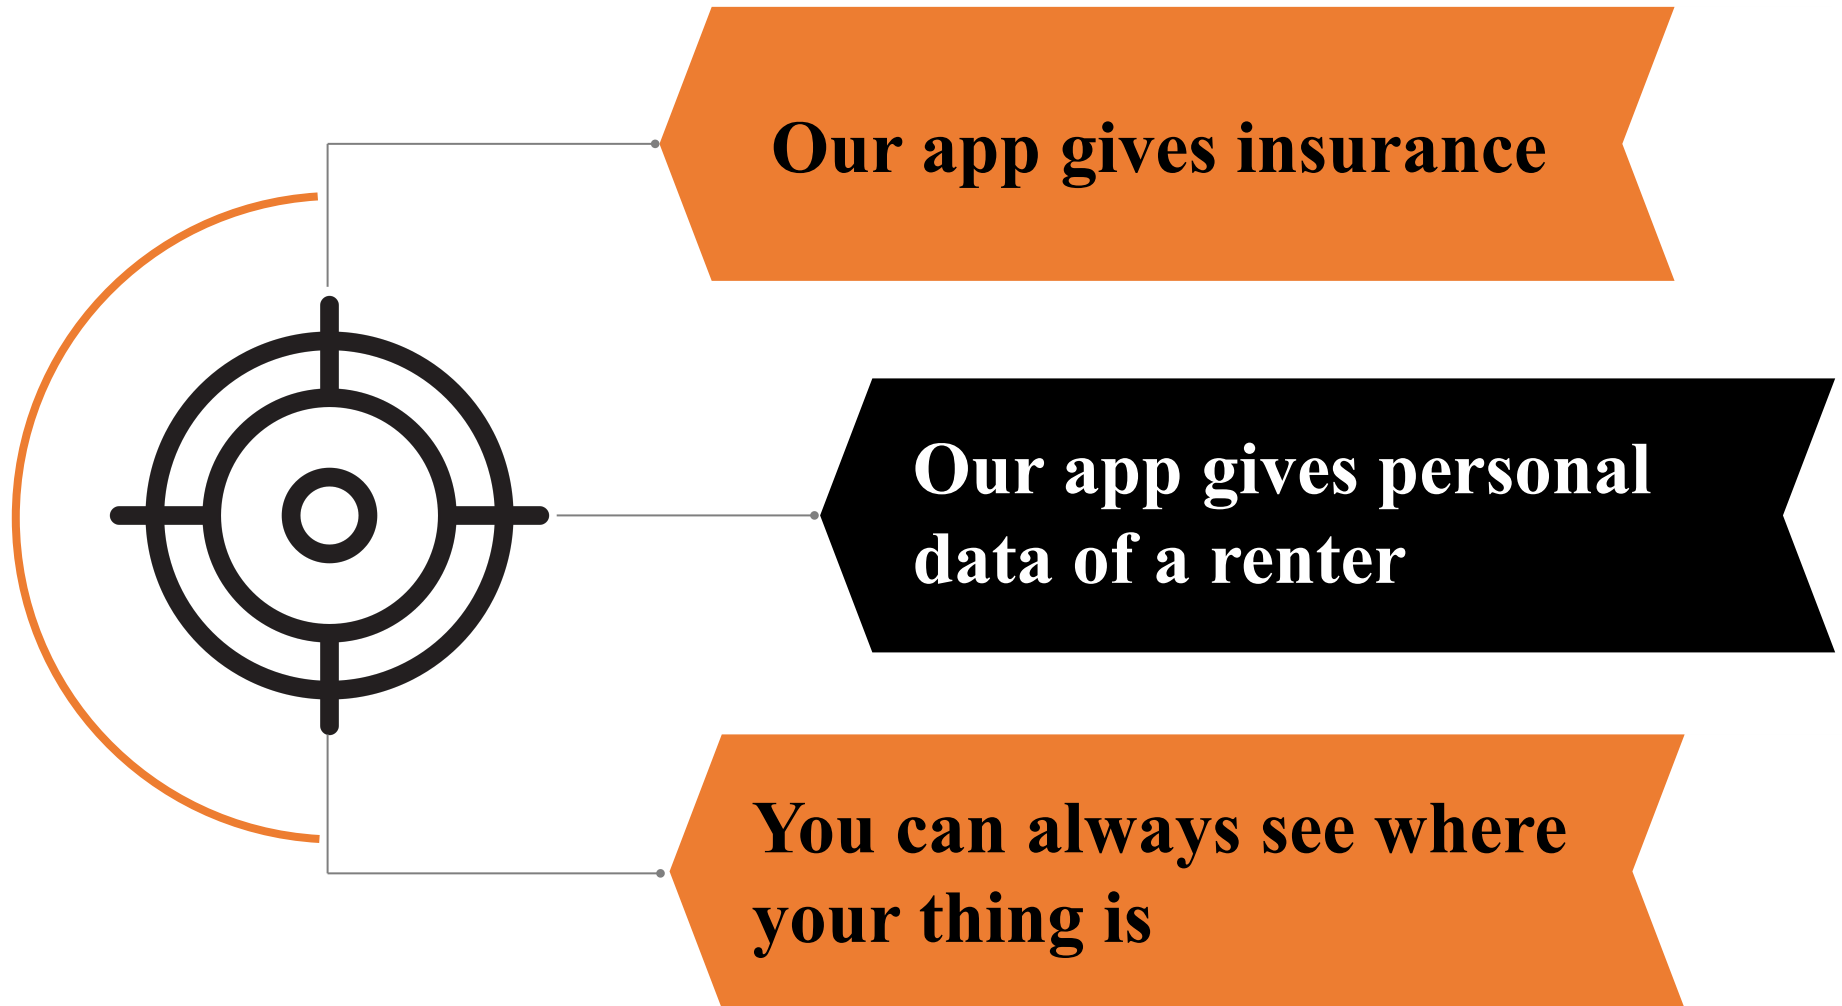 Our app gives insurance
Our app gives personal
data of a renter
You can always see where
your thing is